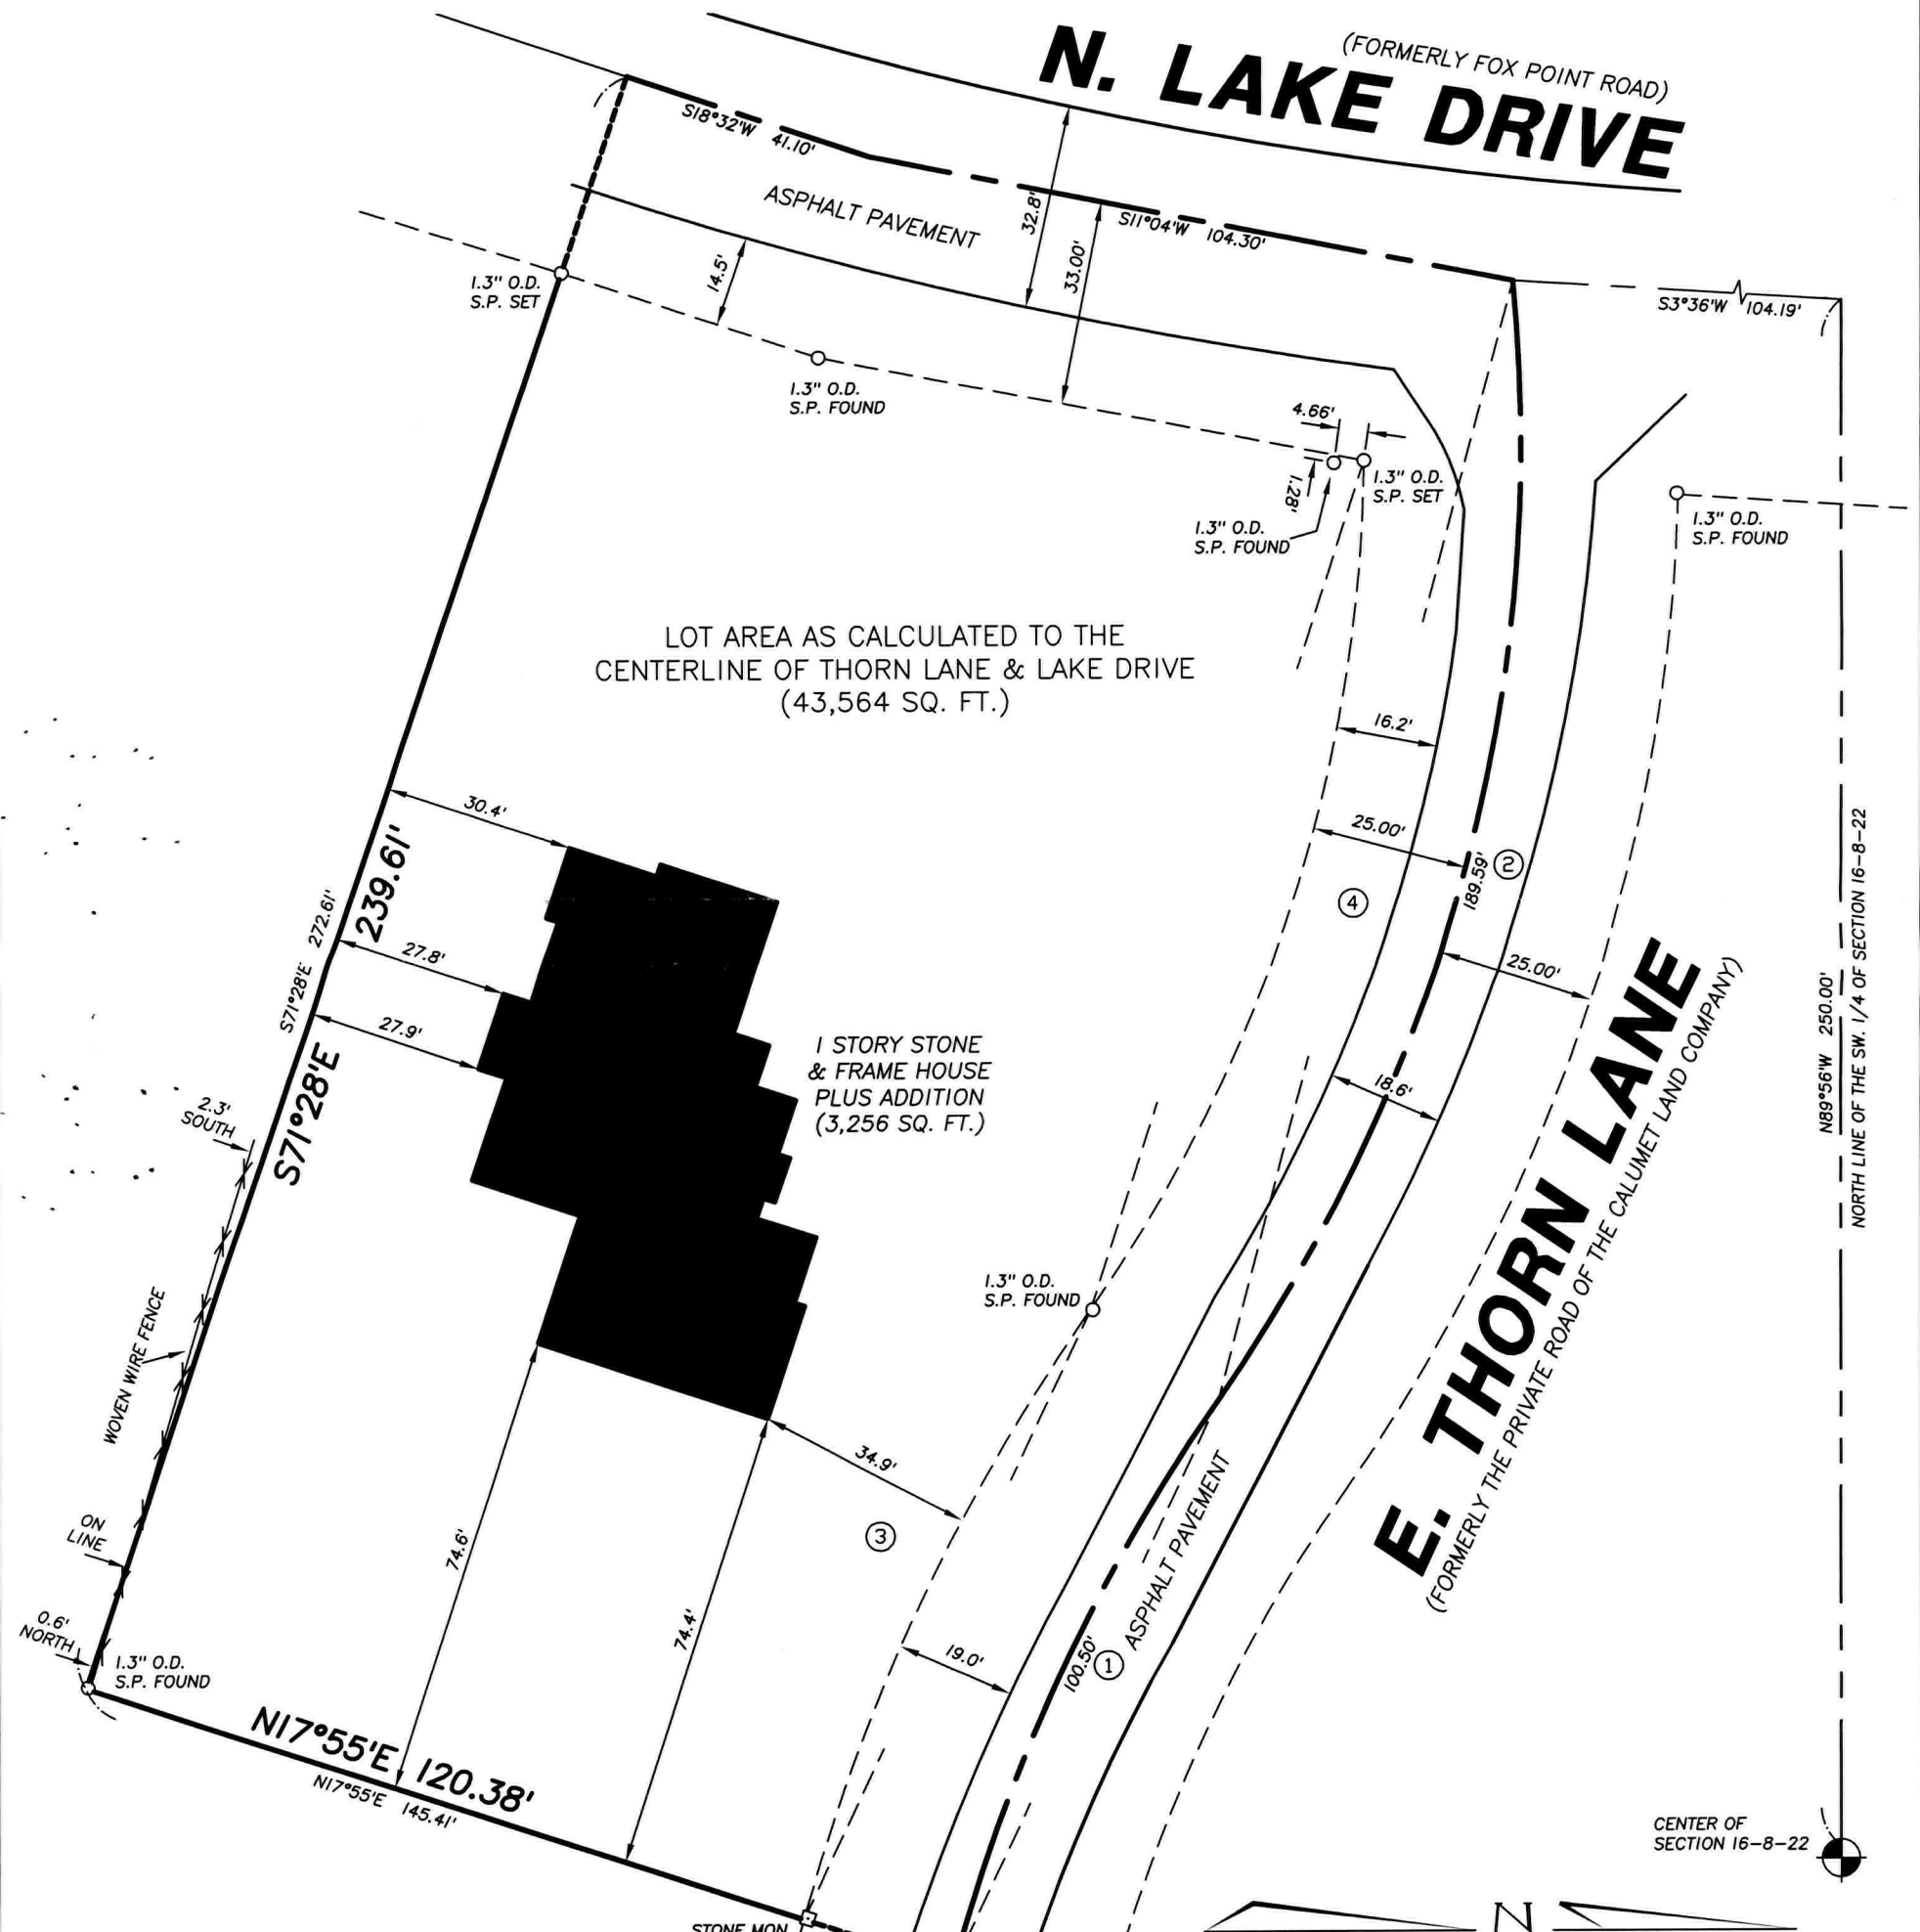 (FORMERLY FOX POINT ROAD)
N. LAKE DRIVE
S18°32'W 41.10'
ASPHALT PAVEMENT
32.8'
33.00'
S11°04'W 104.30'
S3°36'W 104.19'
14.5'
1.3" O.D.
S.P. SET
1.3" O.D.
S.P. FOUND
4.66'
1.28'
1.3" O.D.
S.P. SET
1.3" O.D.
S.P. FOUND
1.3" O.D.
S.P. FOUND
LOT AREA AS CALCULATED TO THE
CENTERLINE OF THORN LANE & LAKE DRIVE
(43,564 SQ. FT.)
16.2'
25.00'
30.4'
189.59'
2
4
239.61'
272.61'
S71°28'E
S71°28'E
27.8'
27.9'
25.00'
18.6'
1 STORY STONE
& FRAME HOUSE
PLUS ADDITION
(3,256 SQ. FT.)
E. THORN LANE
(FORMERLY THE PRIVATE ROAD OF THE CALUMET LAND COMPANY)
N89°56'W 250.00'
NORTH LINE OF THE SW. 1/4 OF SECTION 16-8-22
2.3'
SOUTH
WOVEN WIRE FENCE
1.3" O.D.
S.P. FOUND
34.9'
3
74.6'
74.4'
ON
LINE
0.6'
NORTH
1.3" O.D.
S.P. FOUND
19.0'
100.50'
1
ASPHALT PAVEMENT
N17°55'E 120.38'
N17°55'E 145.41'
CENTER OF
SECTION 16-8-22
STONE MON.
N